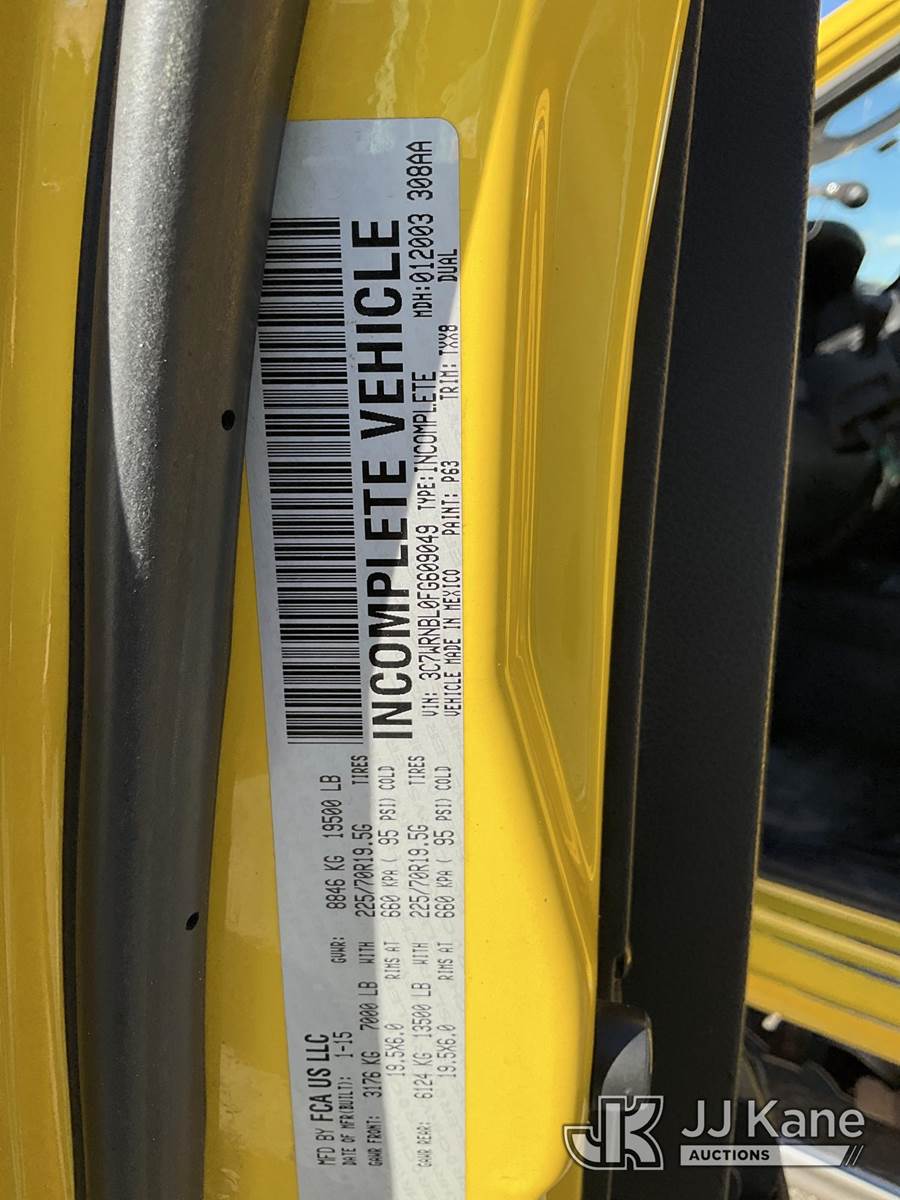 MFD BY FCA US LLC
DATE OF MFR(BUILT): 1-15 GVWR: 8846 KG 19500 LB
GAWR FRONT: 3176 KG 7000 LB WITH 225/70R19.5G TIRES
19.5X6.0 RIMS AT 660 KPA( 95 PSI) COLD
GAWR REAR: 6124 KG 13500 LB WITH 225/70R19.5G TIRES
19.5X6.0 RIMS AT 660 KPA( 95 PSI) COLD
INCOMPLETE VEHICLE
VIN: 3C7WRNBL0FG609049 TYPE:INCOMPLETE MDH:012003 308AA
DUAL
VEHICLE MADE IN MEXICO PAINT: P63 TRIM: TXX8
JK JJ Kane
AUCTIONS